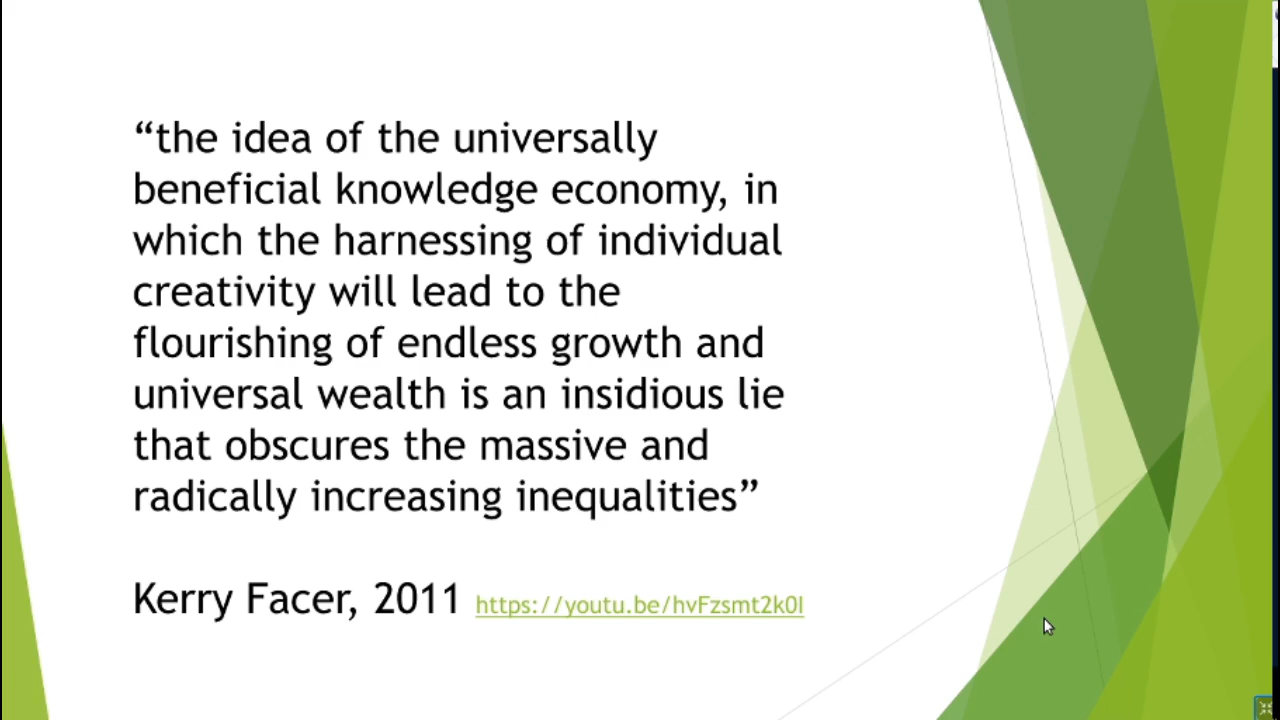 “the idea of the universally
beneficial knowledge economy, in
which the harnessing of individual
creativity will lead to the
flourishing of endless growth and
universal wealth is an insidious lie
that obscures the massive and
radically increasing inequalities”
Kerry Facer, 2011 https://youtu.be/hvFzsmt2k0I